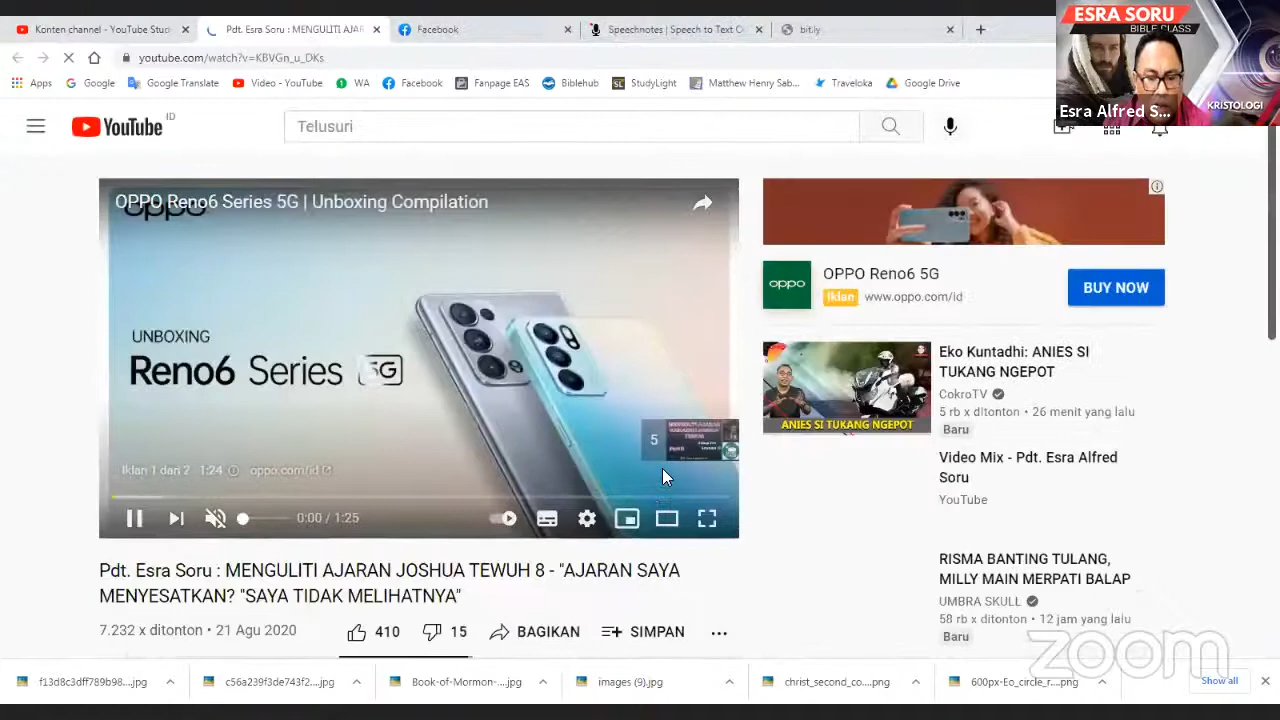 Konten channel - YouTube Stud
Pdt. Esra Soru : MENGULITI AJAR
Facebook
Speechnotes | Speech to Text O
bitly
ESRA SORU
BIBLE CLASS
KRISTOLOGI
Esra Alfred S...
youtube.com/watch?v=KBVGn_u_DKs
Apps
Google
Google Translate
Video - YouTube
WA
Facebook
Fanpage EAS
Biblehub
StudyLight
Matthew Henry Sab...
Traveloka
Google Drive
YouTube ID
Telusuri
OPPO Reno6 Series 5G | Unboxing Compilation
oppo
UNBOXING
Reno6 Series 5G
5
Iklan 1 dari 2 · 1:24
oppo.com/id
0:00 / 1:25
oppo
OPPO Reno6 5G
Iklan www.oppo.com/id
BUY NOW
Eko Kuntadhi: ANIES SI
TUKANG NGEPOT
CokroTV
5 rb x ditonton • 26 menit yang lalu
Baru
ANIES SI TUKANG NGEPOT
Video Mix - Pdt. Esra Alfred
Soru
YouTube
RISMA BANTING TULANG,
MILLY MAIN MERPATI BALAP
UMBRA SKULL
58 rb x ditonton • 12 jam yang lalu
Baru
Pdt. Esra Soru : MENGULITI AJARAN JOSHUA TEWUH 8 - "AJARAN SAYA
MENYESATKAN? "SAYA TIDAK MELIHATNYA"
7.232 x ditonton • 21 Agu 2020
410
15
BAGIKAN
SIMPAN
zoom
f13d8c3dff789b98....jpg
c56a239f3de743f2....jpg
Book-of-Mormon-....jpg
images (9).jpg
christ_second_co....png
600px-Eo_circle_r....png
Show all